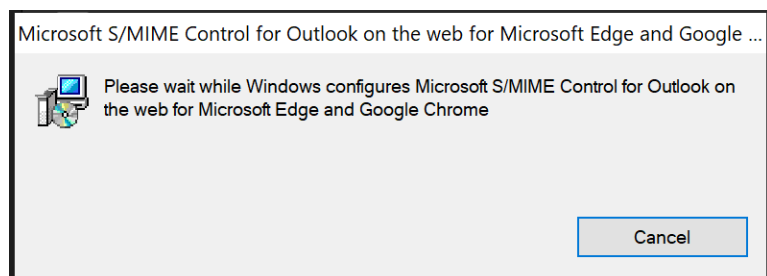 Microsoft S/MIME Control for Outlook on the web for Microsoft Edge and Google ...
Please wait while Windows configures Microsoft S/MIME Control for Outlook on
the web for Microsoft Edge and Google Chrome
Cancel